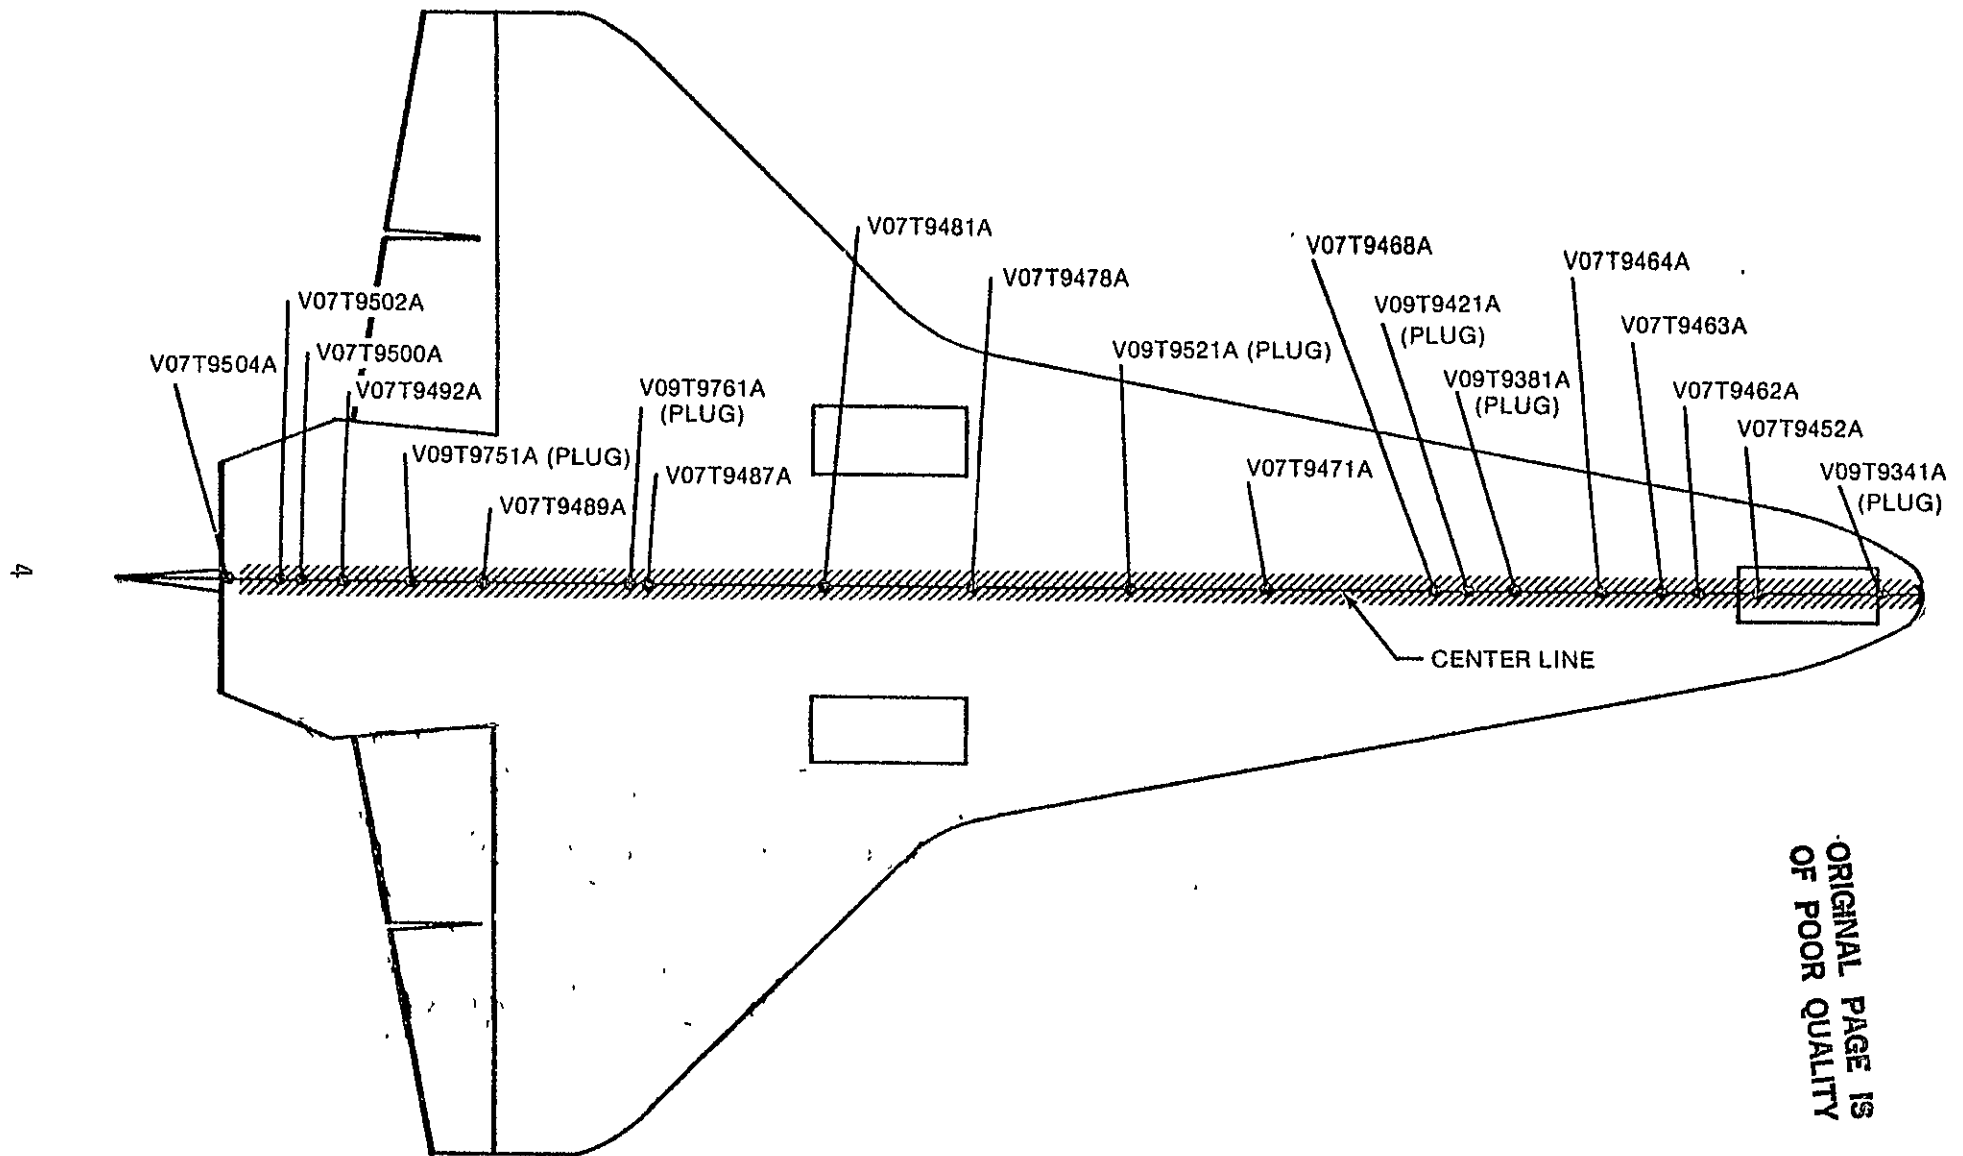 V07T9481A
V07T9468A
V07T9464A
V07T9478A
V07T9502A
V09T9421A
(PLUG)
V07T9463A
V07T9504A
V07T9500A
V09T9521A (PLUG)
V07T9492A
V09T9761A
(PLUG)
V09T9381A
(PLUG)
V07T9462A
V07T9452A
V09T9751A (PLUG)
V07T9487A
V07T9471A
V09T9341A
(PLUG)
V07T9489A
CENTER LINE
4
ORIGINAL PAGE IS
OF POOR QUALITY